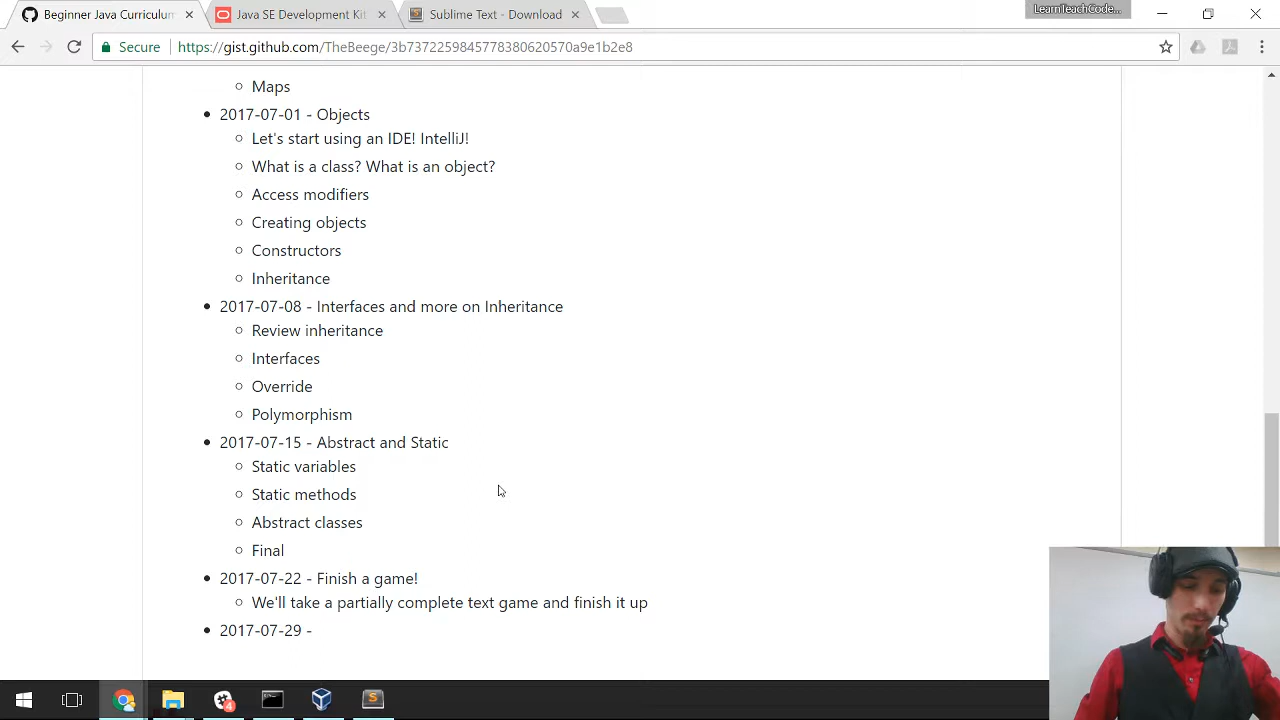 Beginner Java Curriculum
Java SE Development Kit
Sublime Text - Download
LearnTeachCode...
Secure
https://gist.github.com/TheBeege/3b73722598457783806205 70a9e1b2e8
Maps
2017-07-01 - Objects
Let's start using an IDE! IntelliJ!
What is a class? What is an object?
Access modifiers
Creating objects
Constructors
Inheritance
2017-07-08 - Interfaces and more on Inheritance
Review inheritance
Interfaces
Override
Polymorphism
2017-07-15 - Abstract and Static
Static variables
Static methods
Abstract classes
Final
2017-07-22 - Finish a game!
We'll take a partially complete text game and finish it up
2017-07-29 -
4